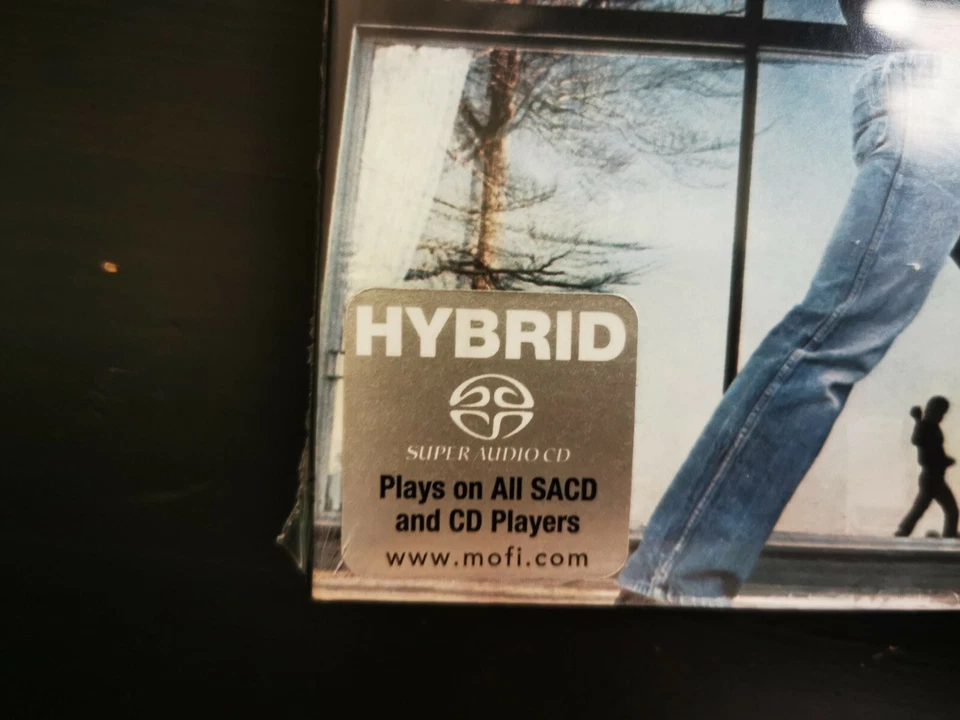 HYBRID
SUPER AUDIO CD
Plays on All SACD
and CD Players
www.mofi.com